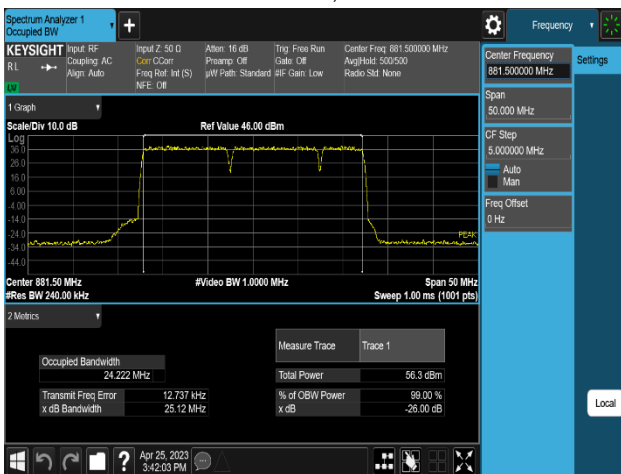 Spectrum Analyzer 1
Occupied BW
Frequency
KEYSIGHT
RL
LW
Input: RF
Coupling: AC
Align: Auto
Input Z: 50 Ω
Corr CCorr
Freq Ref: Int (S)
NFE: Off
Atten: 16 dB
Preamp: Off
µW Path: Standard
Trig: Free Run
Gate: Off
#IF Gain: Low
Center Freq: 881.500000 MHz
Avg|Hold: 500/500
Radio Std: None
1 Graph
Scale/Div 10.0 dB
Ref Value 46.00 dBm
Log
36.0
26.0
16.0
6.00
-4.00
-14.0
-24.0
-34.0
-44.0
PEAK
Center 881.50 MHz
#Video BW 1.0000 MHz
Span 50 MHz
#Res BW 240.00 kHz
Sweep 1.00 ms (1001 pts)
2 Metrics
Measure Trace
Trace 1
Occupied Bandwidth
24.222 MHz
Total Power
56.3 dBm
Transmit Freq Error
12.737 kHz
% of OBW Power
99.00 %
x dB Bandwidth
25.12 MHz
x dB
-26.00 dB
Center Frequency
881.500000 MHz
Settings
Span
50.000 MHz
CF Step
5.000000 MHz
Auto
Man
Freq Offset
0 Hz
Local
?
Apr 25, 2023
3:42:03 PM